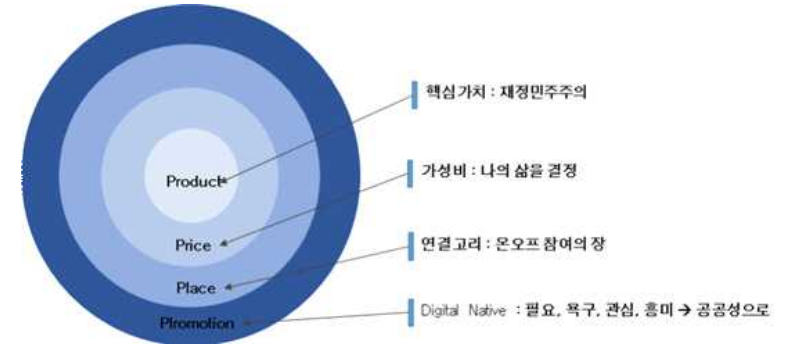 핵심가치 : 재정민주주의
Product
가성비 : 나의 삶을 결정
Price
연결고리 : 온오프 참여의 장
Place
Digital Native : 필요, 욕구, 관심, 흥미 → 공공성으로
Plromotion